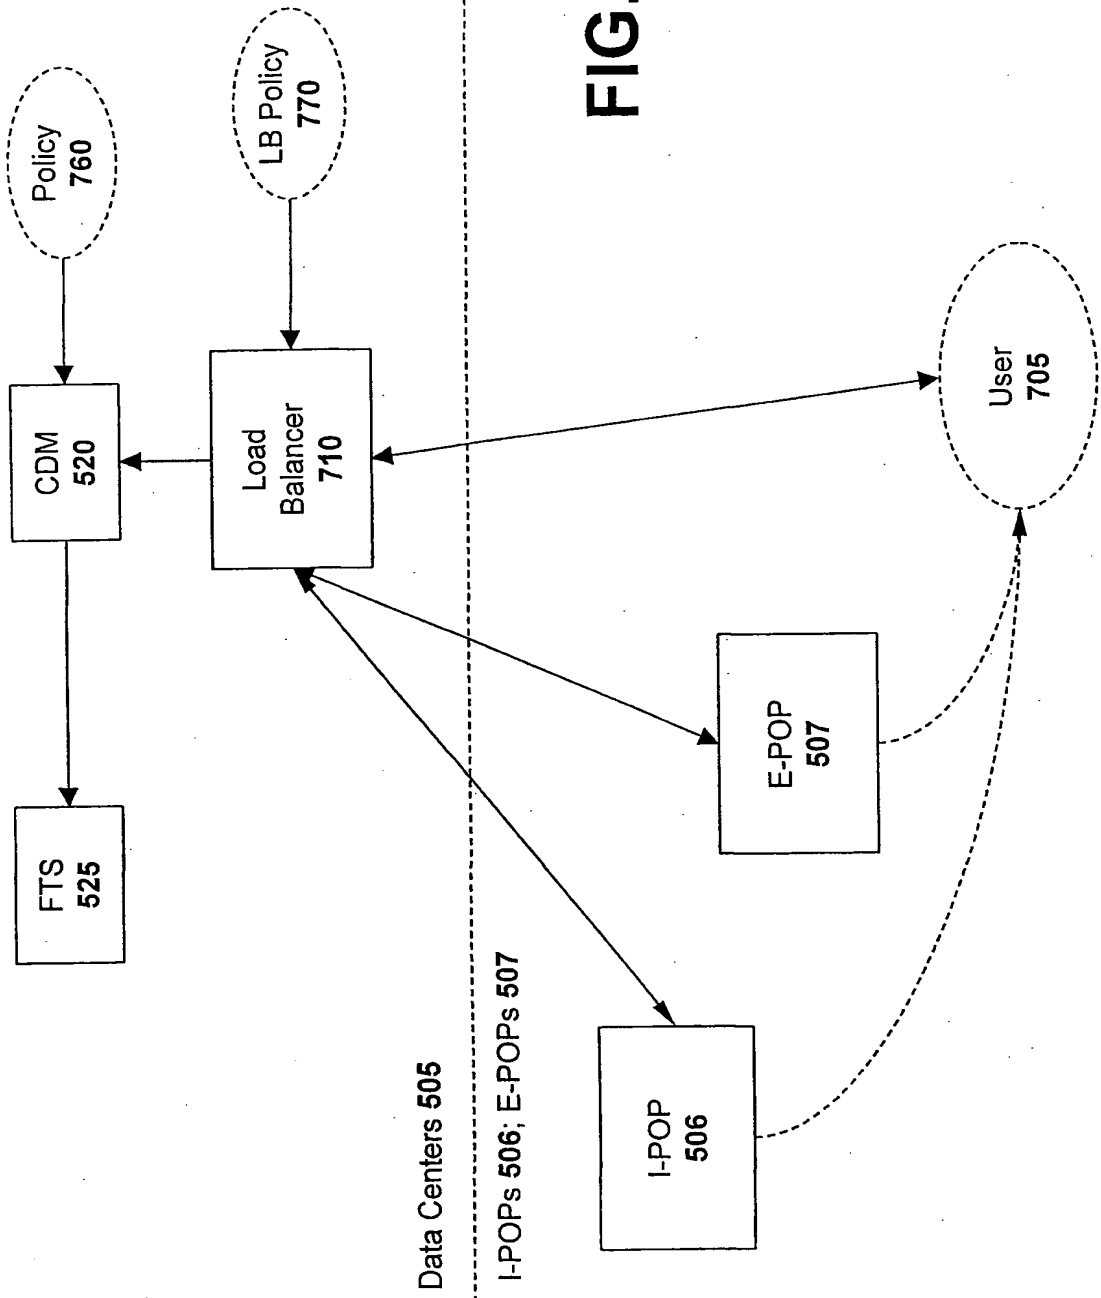 FTS
525
CDM
520
Policy
760
Load
Balancer
710
LB Policy
770
Data Centers 505
I-POPs 506; E-POPs 507
I-POP
506
E-POP
507
User
705
FIG.